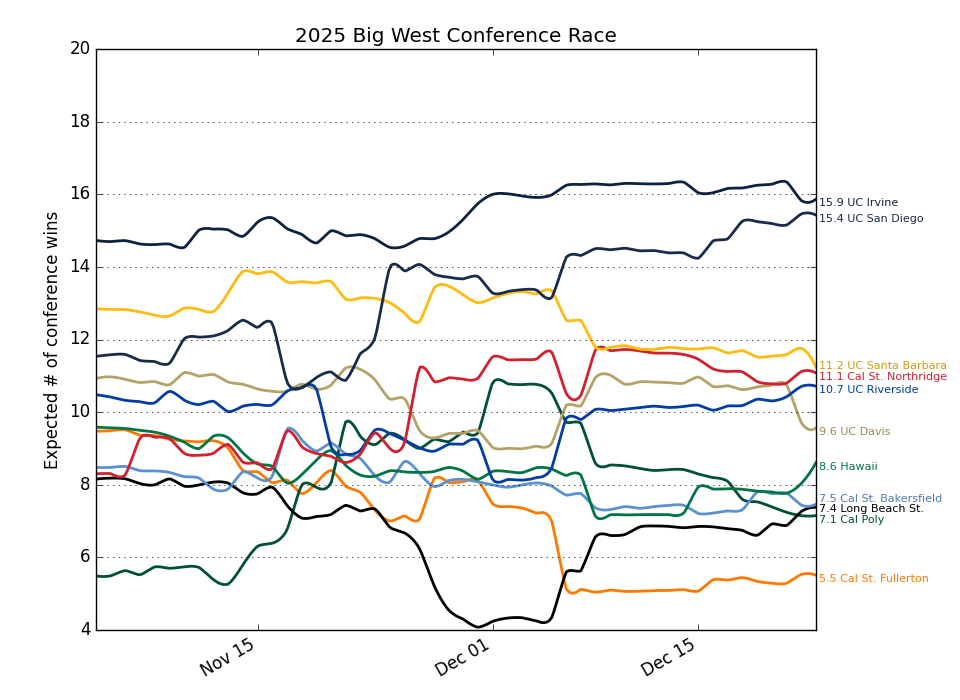 2025 Big West Conference Race
Expected # of conference wins
20
18
16
14
12
10
8
6
4
Nov 15
Dec 01
Dec 15
15.9 UC Irvine
15.4 UC San Diego
11.2 UC Santa Barbara
11.1 Cal St. Northridge
10.7 UC Riverside
9.6 UC Davis
8.6 Hawaii
7.5 Cal St. Bakersfield
7.4 Long Beach St.
7.1 Cal Poly
5.5 Cal St. Fullerton